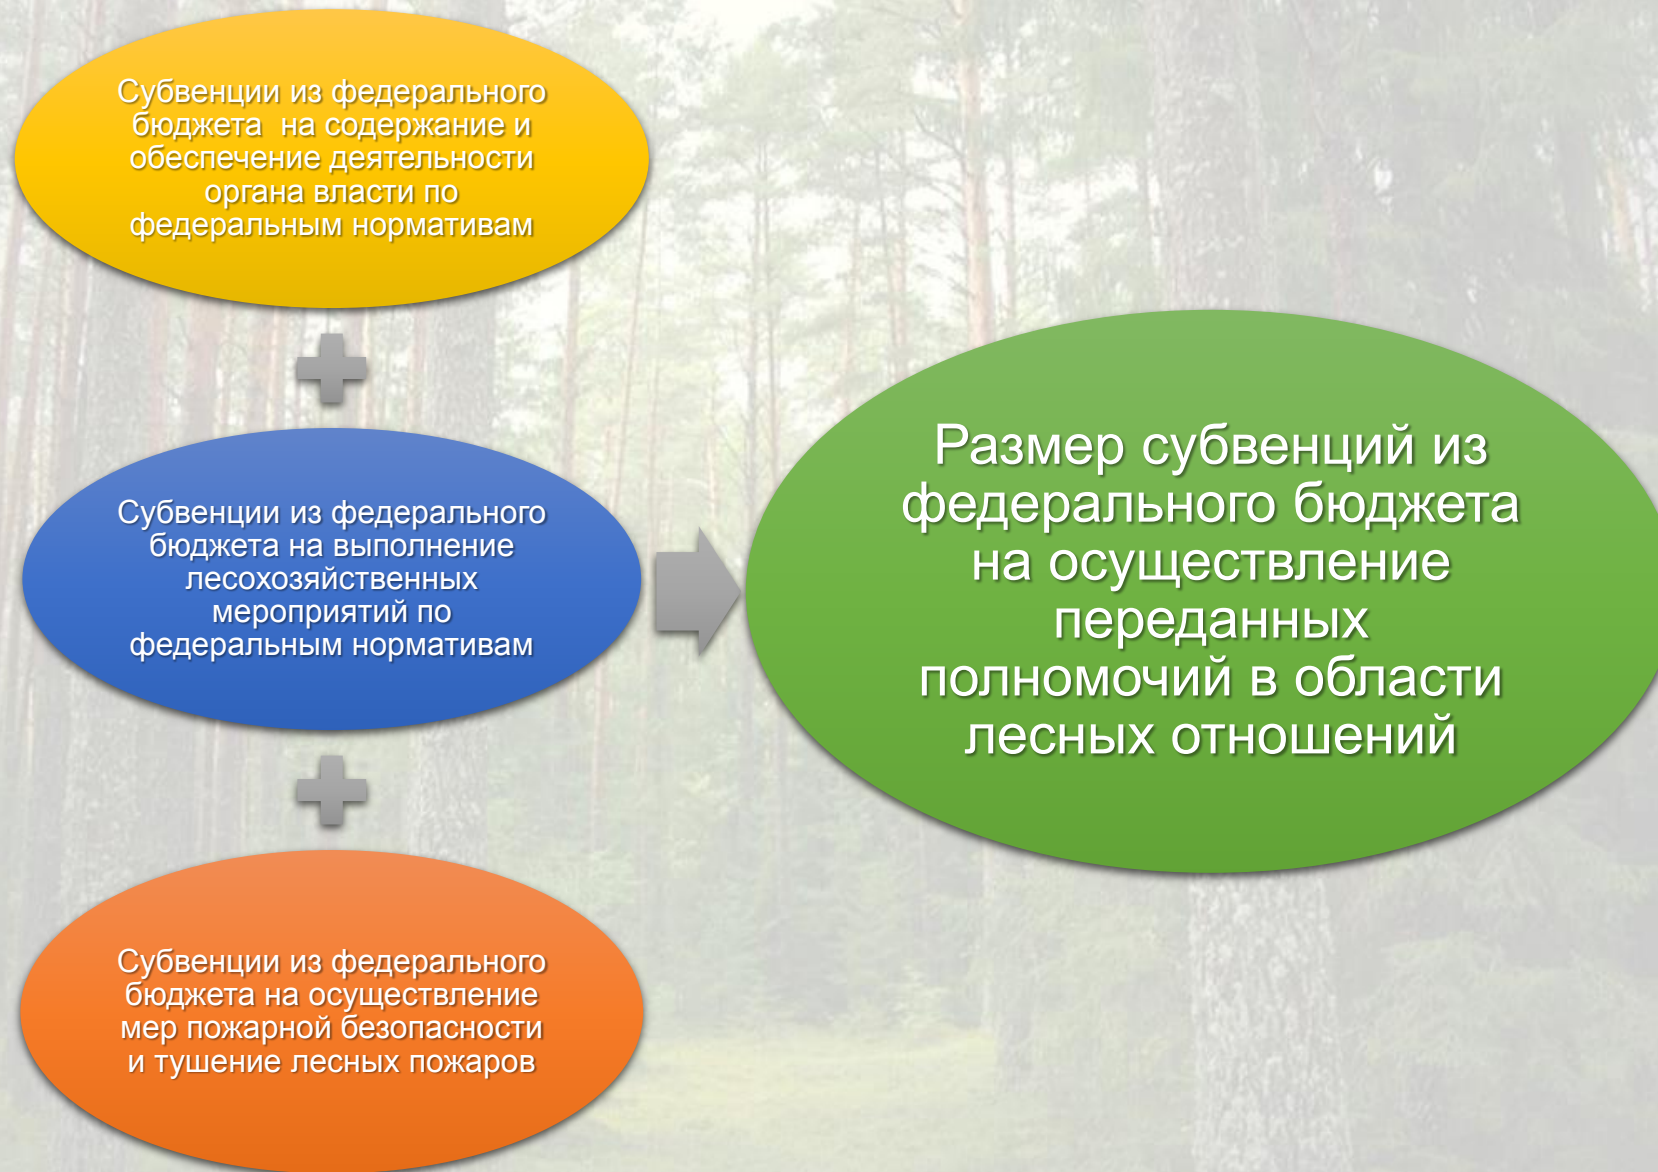 Субвенции из федерального
бюджета  на содержание и
обеспечение деятельности
органа власти по
федеральным нормативам
Субвенции из федерального
бюджета на выполнение
лесохозяйственных
мероприятий по
федеральным нормативам
Субвенции из федерального
бюджета на осуществление
мер пожарной безопасности
и тушение лесных пожаров
Размер субвенций из
федерального бюджета
на осуществление
переданных
полномочий в области
лесных отношений